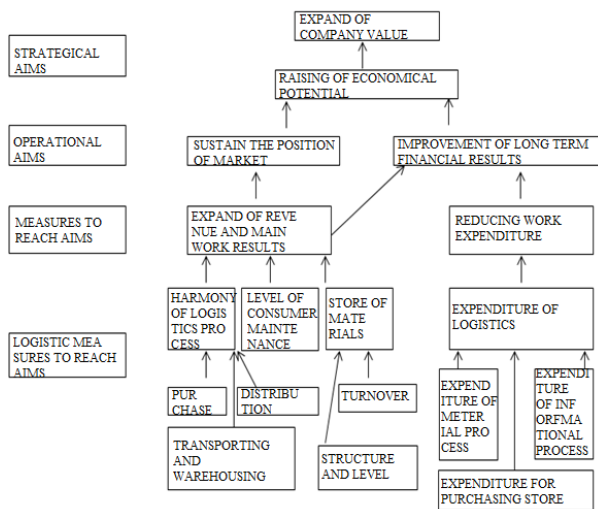 EXPAND OF
COMPANY VALUE
STRATEGICAL
AIMS
RAISING OF ECONOMICAL
POTENTIAL
OPERATIONAL
AIMS
SUSTAIN THE POSITION
OF MARKET
IMPROVEMENT OF LONG TERM
FINANCIAL RESULTS
MEASURES TO
REACH AIMS
EXPAND OF REVE
NUE AND MAIN
WORK RESULTS
REDUCING WORK
EXPENDITURE
LOGISTIC MEA
SURES TO REACH
AIMS
HARMONY
OF LOGIS
TICS PRO
CESS
LEVEL OF
CONSUMER
MAINTE
NANCE
STORE OF
MATE
RIALS
EXPENDITURE OF
LOGISTICS
PUR
CHASE
DISTRIBU
TION
TURNOVER
EXPEN
DITURE OF
METER
IAL PRO
CESS
EXPENDI
TURE
OF INF
ORFMA
TIONAL
PROCESS
TRANSPORTING
AND
WAREHOUSING
STRUCTURE
AND LEVEL
EXPENDITURE FOR
PURCHASING STORE